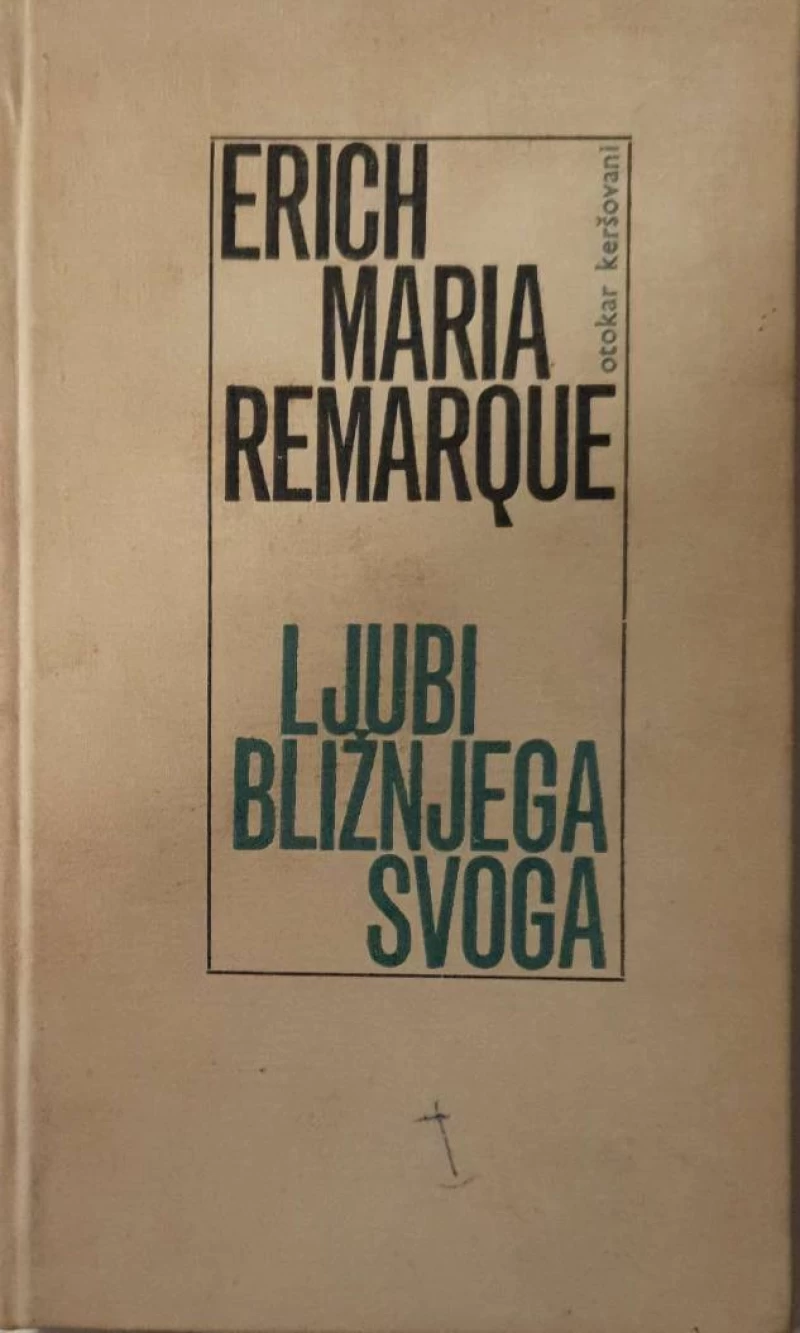 ERICH
MARIA
REMARQUE
otokar keršovani
LJUBI
BLIŽNJEGA
SVOGA